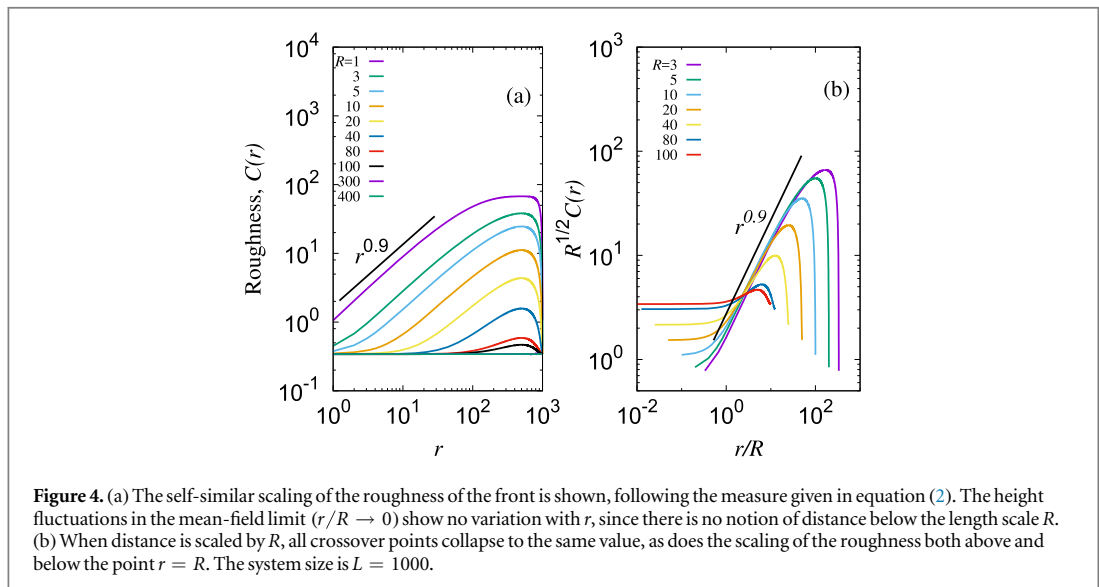 10^4
10^3
10^2
10^1
10^0
10^-1
Roughness, C(r)
R=1
3
5
10
20
40
80
100
300
400
(a)
r^0.9
10^0 10^1 10^2 10^3
r
10^3
10^2
10^1
10^0
R^1/2 C(r)
R=3
5
10
20
40
80
100
(b)
r^0.9
10^-2 10^0 10^2
r/R
Figure 4. (a) The self-similar scaling of the roughness of the front is shown, following the measure given in equation (2). The height
fluctuations in the mean-field limit (r/R → 0) show no variation with r, since there is no notion of distance below the length scale R.
(b) When distance is scaled by R, all crossover points collapse to the same value, as does the scaling of the roughness both above and
below the point r = R. The system size is L = 1000.